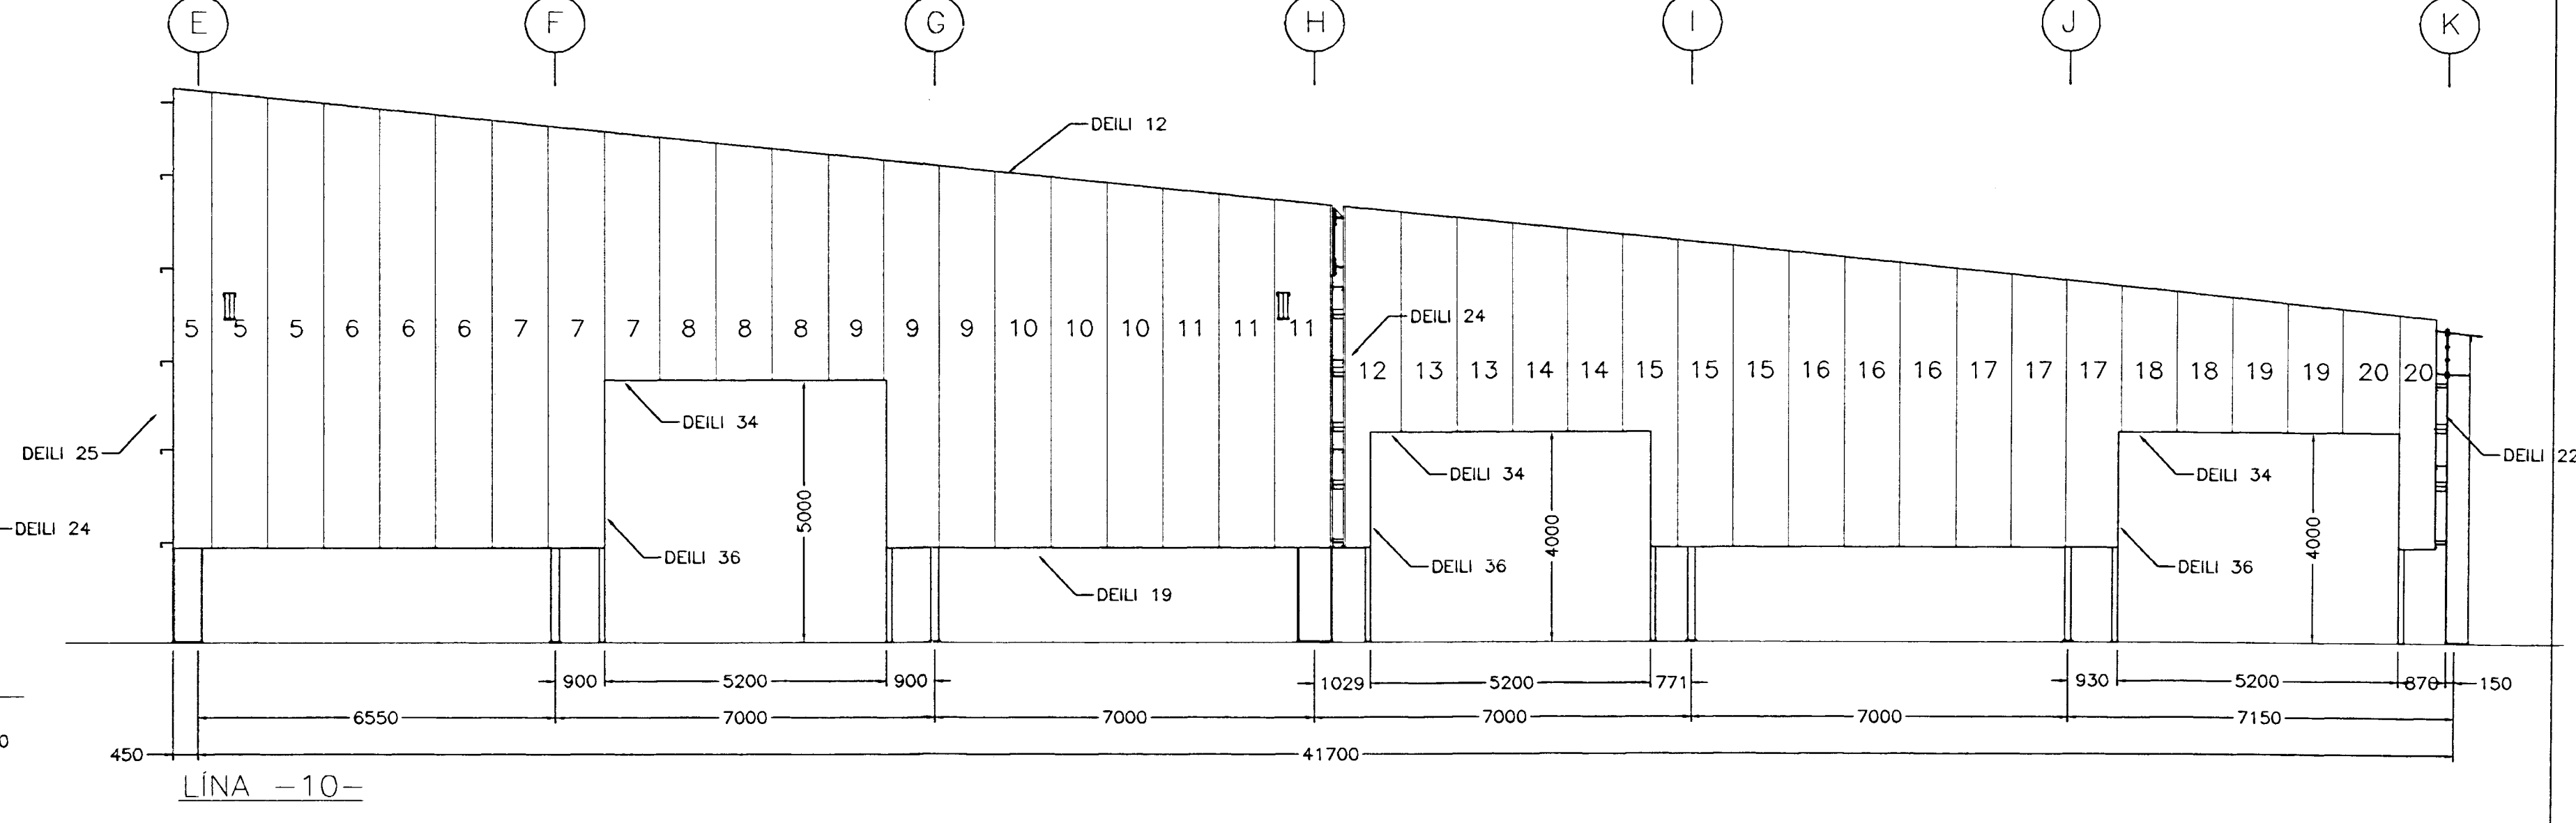 E F G H I J K
DEILI 12
5 5 5 6 6 6 7 7 7 8 8 8 9 9 9 10 10 10 11 11 11
DEILI 24
12 13 13 14 14 15 15 15 16 16 16 17 17 17 18 18 19 19 20 20
DEILI 25
DEILI 34
DEILI 34
DEILI 34
DEILI 22
DEILI 24
5000
4000
4000
DEILI 36
DEILI 36
DEILI 36
DEILI 19
900 5200 900 1029 5200 771 930 5200 870 150
6550 7000 7000 7000 7000 7150
0
450 41700
LÍNA -10-